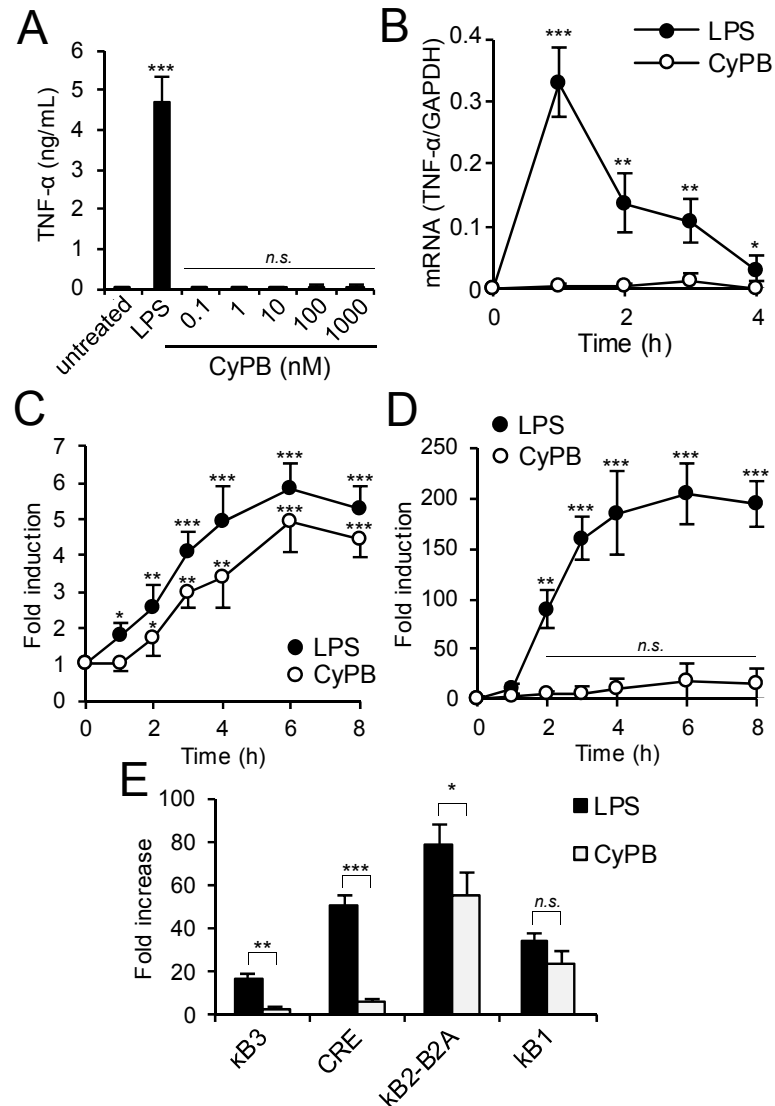 A
TNF-α (ng/mL)
6
5
4
3
2
1
0
***
n.s.
untreated
LPS
0.1
1
10
100
1000
CyPB (nM)
B
mRNA (TNF-α/GAPDH)
0.4
0.3
0.2
0.1
0
***
**
**
*
LPS
CyPB
0
2
4
Time (h)
C
Fold induction
7
6
5
4
3
2
1
0
*
**
***
***
***
***
*
**
**
***
***
LPS
CyPB
0
2
4
6
8
Time (h)
D
LPS
CyPB
Fold induction
250
200
150
100
50
0
**
***
***
***
***
n.s.
0
2
4
6
8
Time (h)
E
Fold increase
100
80
60
40
20
0
**
***
*
n.s.
LPS
CyPB
κB3
CRE
kB2-B2A
kB1